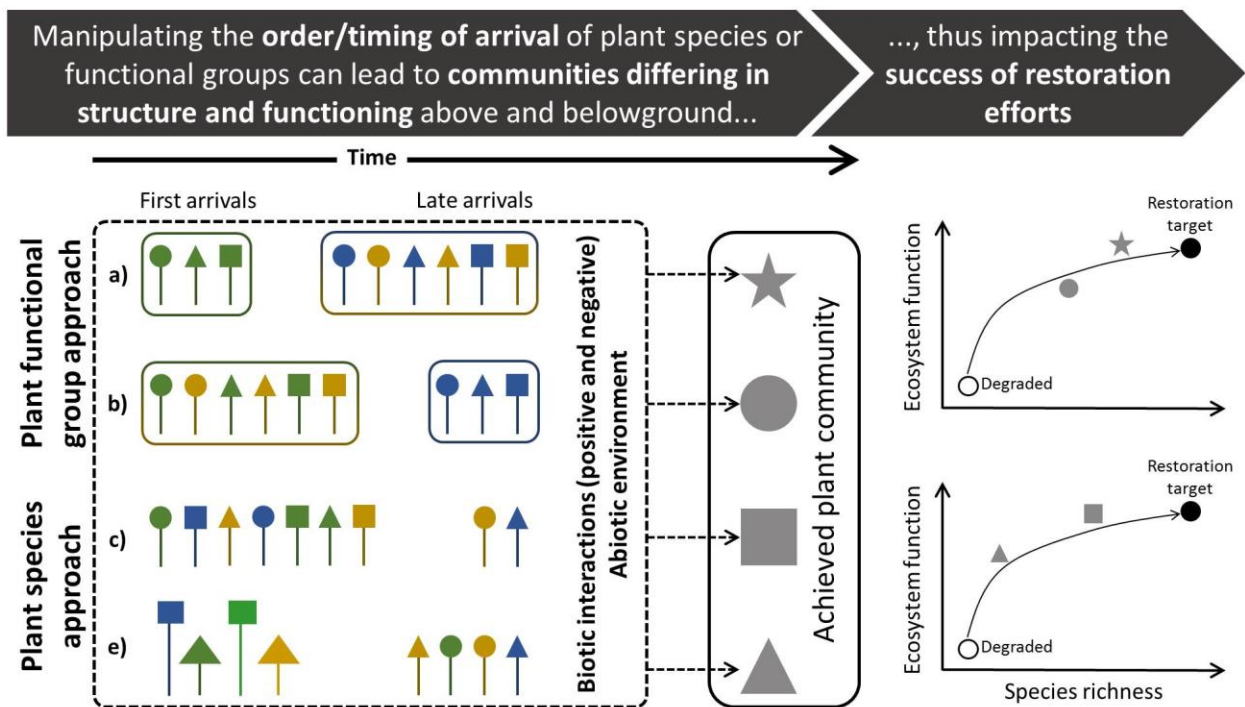 Manipulating the order/timing of arrival of plant species or
functional groups can lead to communities differing in
structure and functioning above and belowground...
..., thus impacting the
success of restoration
efforts
Time
First arrivals
Late arrivals
Plant functional
group approach
a)
b)
Plant species
approach
c)
e)
Biotic interactions (positive and negative)
Abiotic environment
Achieved plant community
Ecosystem function
Restoration
target
Degraded
Ecosystem function
Restoration
target
Degraded
Species richness